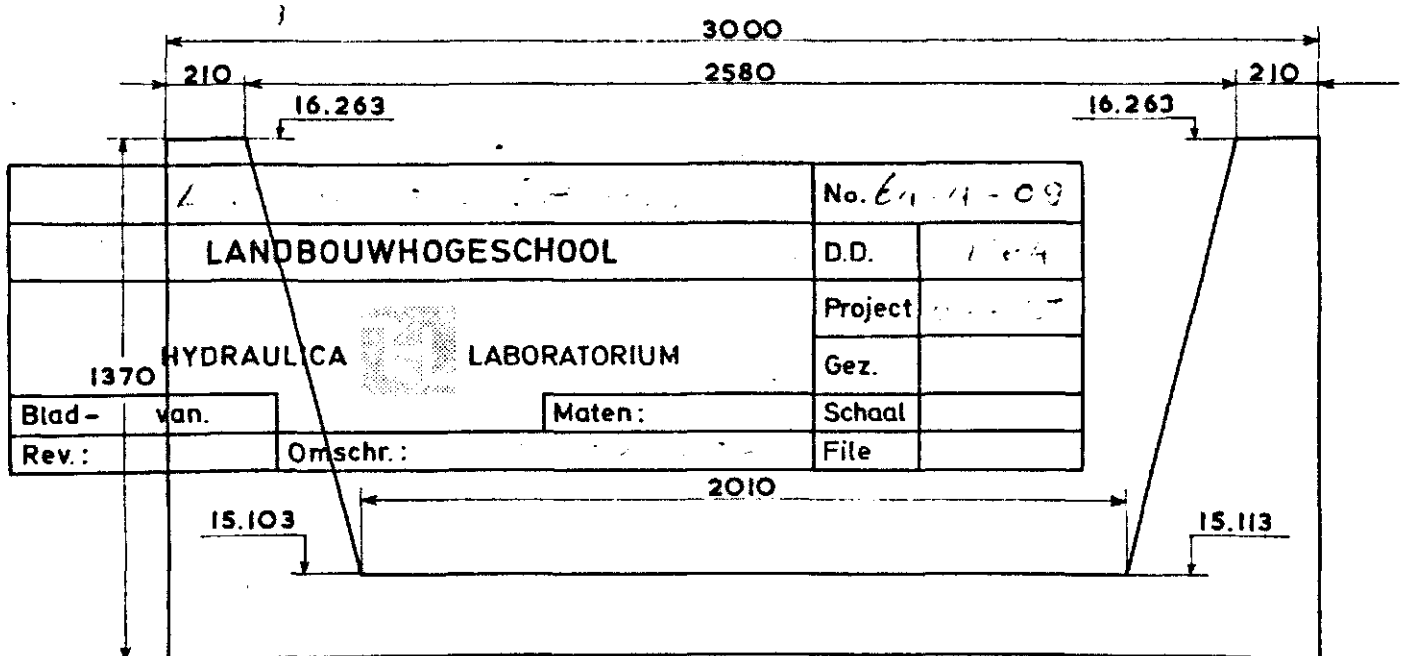 3000
210 2580 210
16.263 16.263
No.
LANDBOUWHOGESCHOOL D.D.
Project
HYDRAULICA LABORATORIUM Gez.
1370
Blad- van. Maten: Schaal
Rev.: Omschr.: File
2010
15.103 15.113